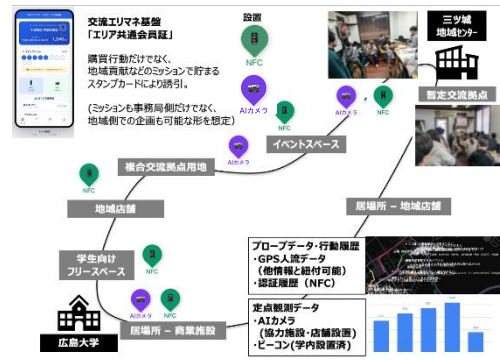 交流エリマネ基盤
「エリア共通会員証」
購買行動だけでなく、
地域貢献などのミッションで貯まる
スタンプカードにより誘引。
(ミッションも事務局側だけでなく、
地域側での企画も可能な形を想定)
設置
NFC
AIカメラ
三ツ城
地域センター
暫定交流拠点
AIカメラ
NFC
イベントスペース
AIカメラ
複合交流拠点用地
NFC
地域店舗
居場所 – 地域店舗
学生向け
フリースペース
NFC
広島大学
AIカメラ
NFC
居場所 – 商業施設
プローブデータ・行動履歴
・GPS人流データ
(他情報と紐付可能)
・認証履歴(NFC)
定点観測データ
・AIカメラ
(協力施設・店舗設置)
・ビーコン(学内設置済)